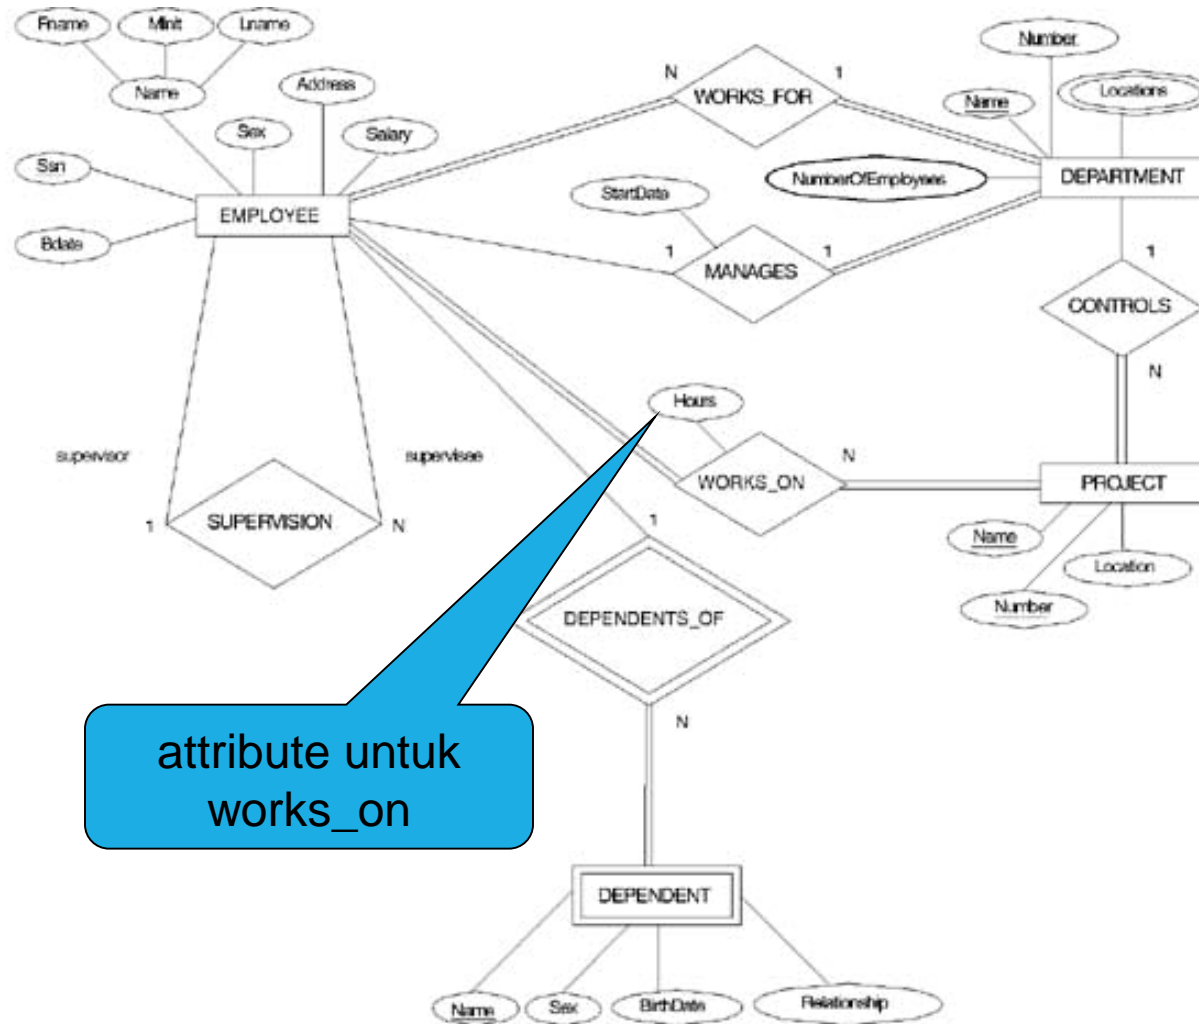 Fname
Minit
Lname
Number
Name
Address
N
WORKS_FOR
1
Locations
Name
Sex
Salary
Ssn
NumberOfEmployees
DEPARTMENT
StartDate
EMPLOYEE
Bdate
1
MANAGES
1
1
CONTROLS
N
Hours
supervisor
supervisee
N
WORKS_ON
PROJECT
1
SUPERVISION
N
1
Name
Location
Number
DEPENDENTS_OF
N
attribute untuk
works_on
DEPENDENT
Name
Sex
BirthDate
Relationship